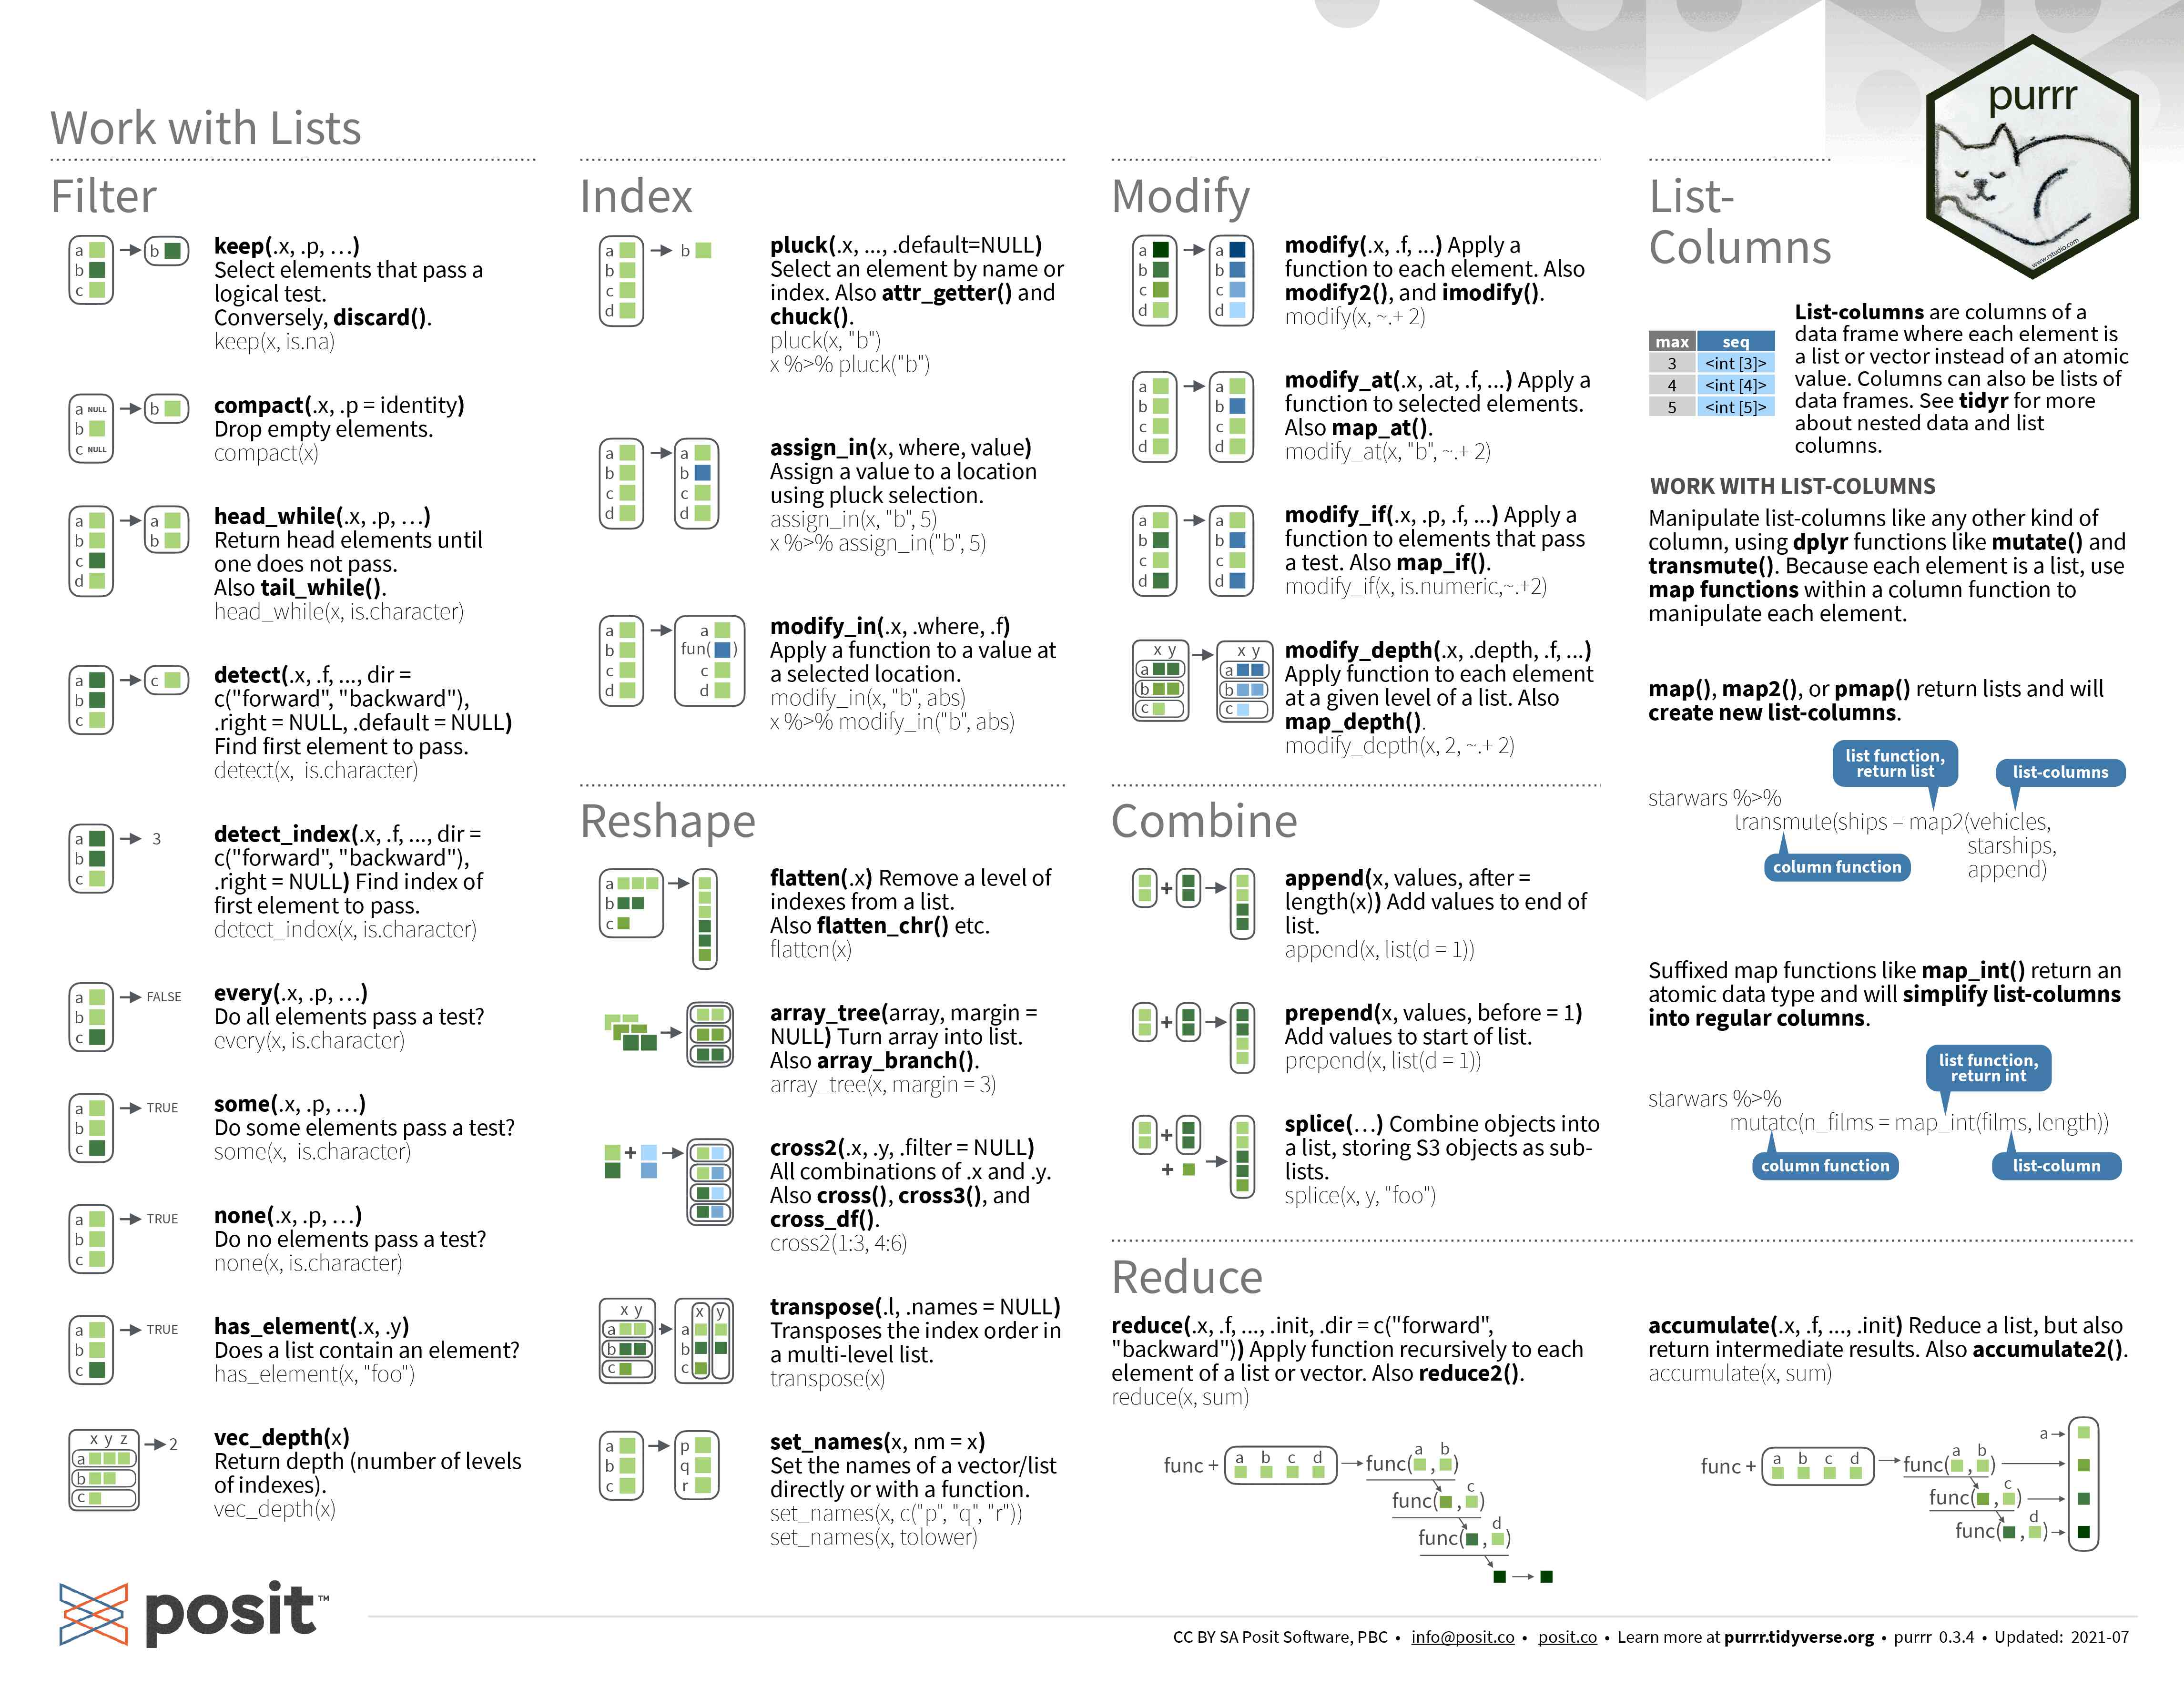 purrr
www.rstudio.com
Work with Lists
Filter
a
b
c
b
keep(.x, .p, …)
Select elements that pass a
logical test.
Conversely, discard().
keep(x, is.na)
a NULL
b
c NULL
b
compact(.x, .p = identity)
Drop empty elements.
compact(x)
a
b
c
d
a
b
head_while(.x, .p, …)
Return head elements until
one does not pass.
Also tail_while().
head_while(x, is.character)
a
b
c
c
detect(.x, .f, ..., dir =
c("forward", "backward"),
.right = NULL, .default = NULL)
Find first element to pass.
detect(x, is.character)
a
b
c
3
detect_index(.x, .f, ..., dir =
c("forward", "backward"),
.right = NULL) Find index of
first element to pass.
detect_index(x, is.character)
a
b
c
FALSE
every(.x, .p, …)
Do all elements pass a test?
every(x, is.character)
a
b
c
TRUE
some(.x, .p, …)
Do some elements pass a test?
some(x, is.character)
a
b
c
TRUE
none(.x, .p, …)
Do no elements pass a test?
none(x, is.character)
a
b
c
TRUE
has_element(.x, .y)
Does a list contain an element?
has_element(x, "foo")
x y z
a
b
c
2
vec_depth(x)
Return depth (number of levels
of indexes).
vec_depth(x)
Index
a
b
c
d
b
pluck(.x, ..., .default=NULL)
Select an element by name or
index. Also attr_getter() and
chuck().
pluck(x, "b")
x %>% pluck("b")
a
b
c
d
a
b
c
d
assign_in(x, where, value)
Assign a value to a location
using pluck selection.
assign_in(x, "b", 5)
x %>% assign_in("b", 5)
a
b
c
d
a
fun( )
c
d
modify_in(.x, .where, .f)
Apply a function to a value at
a selected location.
modify_in(x, "b", abs)
x %>% modify_in("b", abs)
Reshape
a
b
c
flatten(.x) Remove a level of
indexes from a list.
Also flatten_chr() etc.
flatten(x)
array_tree(array, margin =
NULL) Turn array into list.
Also array_branch().
array_tree(x, margin = 3)
+
cross2(.x, .y, .filter = NULL)
All combinations of .x and .y.
Also cross(), cross3(), and
cross_df().
cross2(1:3, 4:6)
x y
a
b
c
x y
a
b
c
transpose(.l, .names = NULL)
Transposes the index order in
a multi-level list.
transpose(x)
a
b
c
p
q
r
set_names(x, nm = x)
Set the names of a vector/list
directly or with a function.
set_names(x, c("p", "q", "r"))
set_names(x, tolower)
Modify
a
b
c
d
a
b
c
d
modify(.x, .f, ...) Apply a
function to each element. Also
modify2(), and imodify().
modify(x, ~.+ 2)
a
b
c
d
a
b
c
d
modify_at(.x, .at, .f, ...) Apply a
function to selected elements.
Also map_at().
modify_at(x, "b", ~.+ 2)
a
b
c
d
a
b
c
d
modify_if(.x, .p, .f, ...) Apply a
function to elements that pass
a test. Also map_if().
modify_if(x, is.numeric,~.+2)
x y
a
b
c
x y
a
b
c
modify_depth(.x, .depth, .f, ...)
Apply function to each element
at a given level of a list. Also
map_depth().
modify_depth(x, 2, ~.+ 2)
Combine
+
append(x, values, after =
length(x)) Add values to end of
list.
append(x, list(d = 1))
+
prepend(x, values, before = 1)
Add values to start of list.
prepend(x, list(d = 1))
+
+
splice(…) Combine objects into
a list, storing S3 objects as sub-
lists.
splice(x, y, "foo")
List-
Columns
max seq
3 <int [3]>
4 <int [4]>
5 <int [5]>
List-columns are columns of a
data frame where each element is
a list or vector instead of an atomic
value. Columns can also be lists of
data frames. See tidyr for more
about nested data and list
columns.
WORK WITH LIST-COLUMNS
Manipulate list-columns like any other kind of
column, using dplyr functions like mutate() and
transmute(). Because each element is a list, use
map functions within a column function to
manipulate each element.
map(), map2(), or pmap() return lists and will
create new list-columns.
list function,
return list
list-columns
starwars %>%
transmute(ships = map2(vehicles,
starships,
append)
column function
Suffixed map functions like map_int() return an
atomic data type and will simplify list-columns
into regular columns.
list function,
return int
starwars %>%
mutate(n_films = map_int(films, length))
column function
list-column
Reduce
reduce(.x, .f, ..., .init, .dir = c("forward",
"backward")) Apply function recursively to each
element of a list or vector. Also reduce2().
reduce(x, sum)
func + a b c d
a b
func( , )
c
func( , )
d
func( , )
accumulate(.x, .f, ..., .init) Reduce a list, but also
return intermediate results. Also accumulate2().
accumulate(x, sum)
func + a b c d
a
a b
func( , )
c
func( , )
d
func( , )
posit™
CC BY SA Posit Software, PBC • info@posit.co • posit.co • Learn more at purrr.tidyverse.org • purrr 0.3.4 • Updated: 2021-07